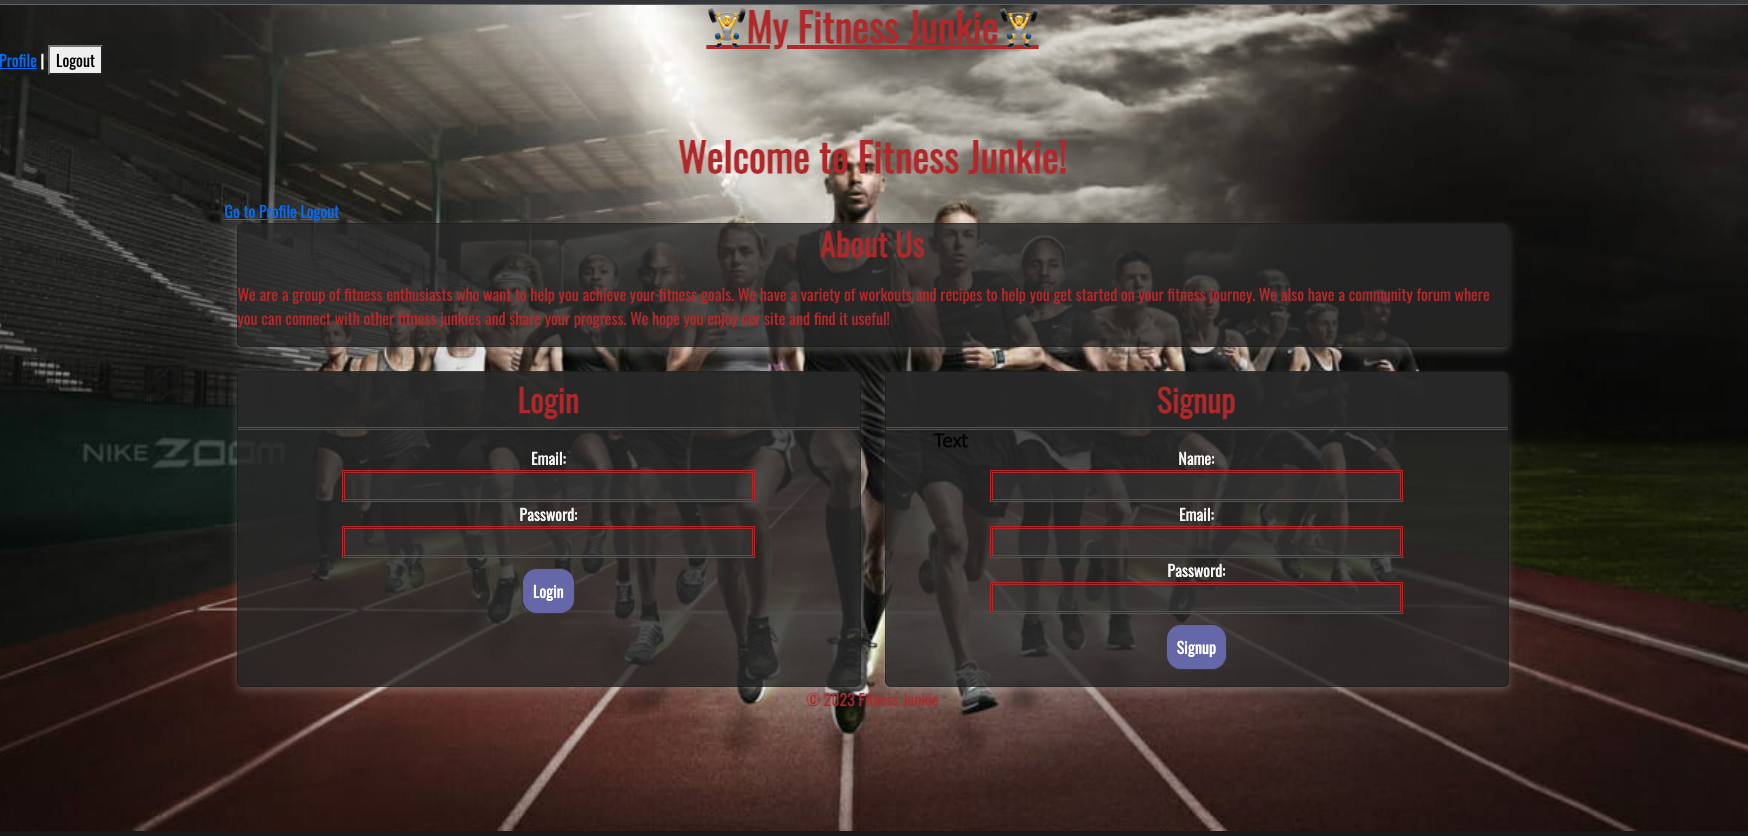 🏋️My Fitness Junkie🏋️
Profile | Logout
Welcome to Fitness Junkie!
Go to Profile Logout
About Us
We are a group of fitness enthusiasts who want to help you achieve your fitness goals. We have a variety of workouts and recipes to help you get started on your fitness journey. We also have a community forum where
you can connect with other fitness junkies and share your progress. We hope you enjoy our site and find it useful!
Login
Email:
Password:
Login
NIKE ZOOM
Signup
Text
Name:
Email:
Password:
Signup
© 2023 Fitness Junkie